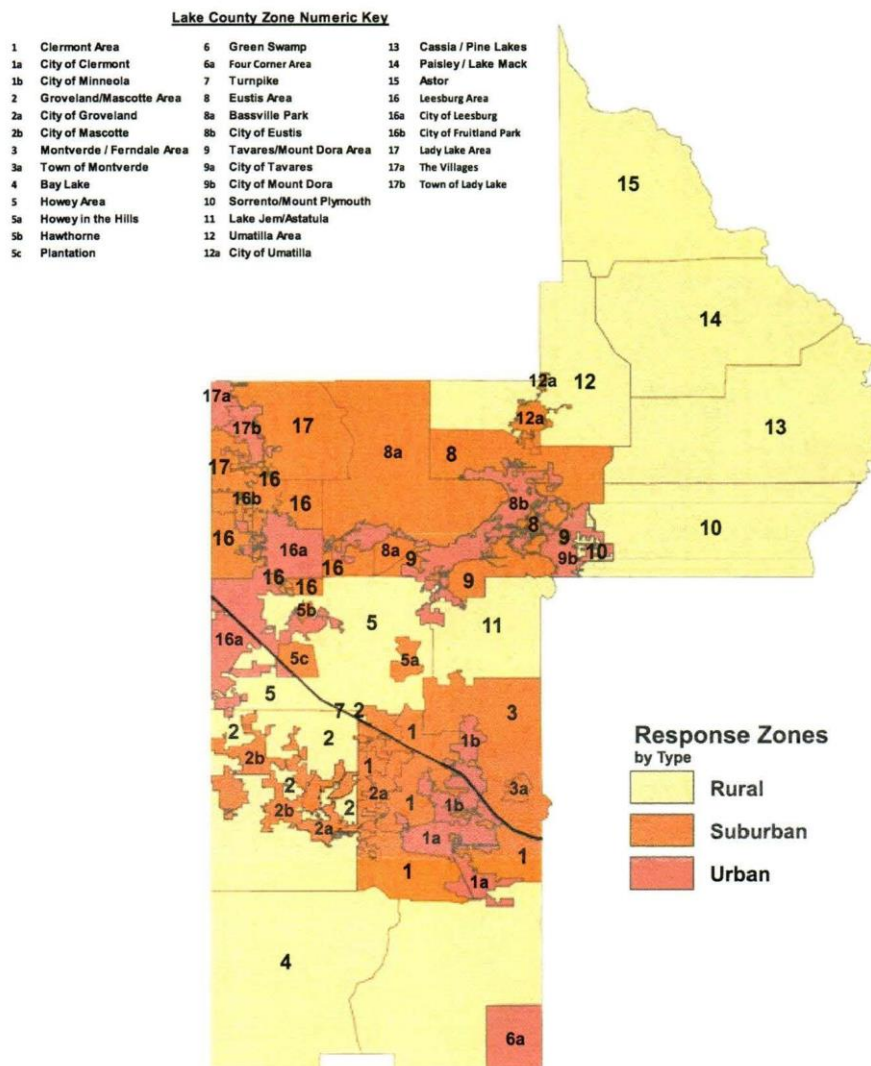 Lake County Zone Numeric Key
1 Clermont Area
1a City of Clermont
1b City of Minneola
2 Groveland/Mascotte Area
2a City of Groveland
2b City of Mascotte
3 Montverde / Ferndale Area
3a Town of Montverde
4 Bay Lake
5 Howey Area
5a Howey in the Hills
5b Hawthorne
5c Plantation
6 Green Swamp
6a Four Corner Area
7 Turnpike
8 Eustis Area
8a Bassville Park
8b City of Eustis
9 Tavares/Mount Dora Area
9a City of Tavares
9b City of Mount Dora
10 Sorrento/Mount Plymouth
11 Lake Jem/Astatula
12 Umatilla Area
12a City of Umatilla
13 Cassia / Pine Lakes
14 Paisley / Lake Mack
15 Astor
16 Leesburg Area
16a City of Leesburg
16b City of Fruitland Park
17 Lady Lake Area
17a The Villages
17b Town of Lady Lake
15
14
12a 12
17a
12a
17b 17
13
8a 8
17
16
16b 16
8b
10
16 16a 8a 9 8 9 10
16 9b
16 16 9
5b 5 11
16a
5c 5a
5
7 2 3
2 2 1 1b
2b 1
2 2a 3a
2b 2 1 1b
2a 1a
1 1
1a
4
6a
Response Zones
by Type
Rural
Suburban
Urban